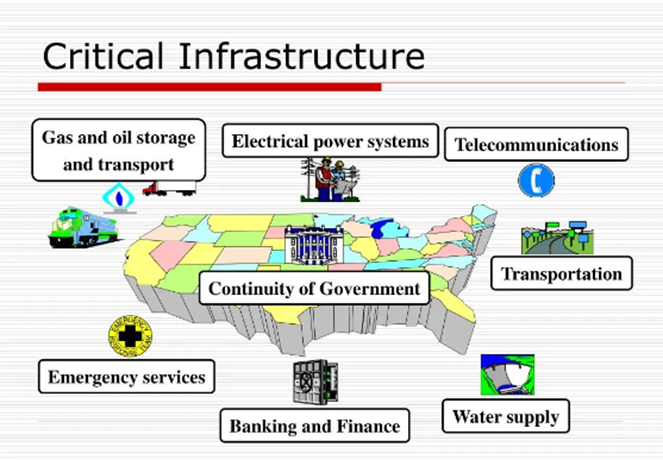 Critical Infrastructure
Gas and oil storage
and transport
Electrical power systems
Telecommunications
Transportation
Continuity of Government
Emergency services
Banking and Finance
Water supply